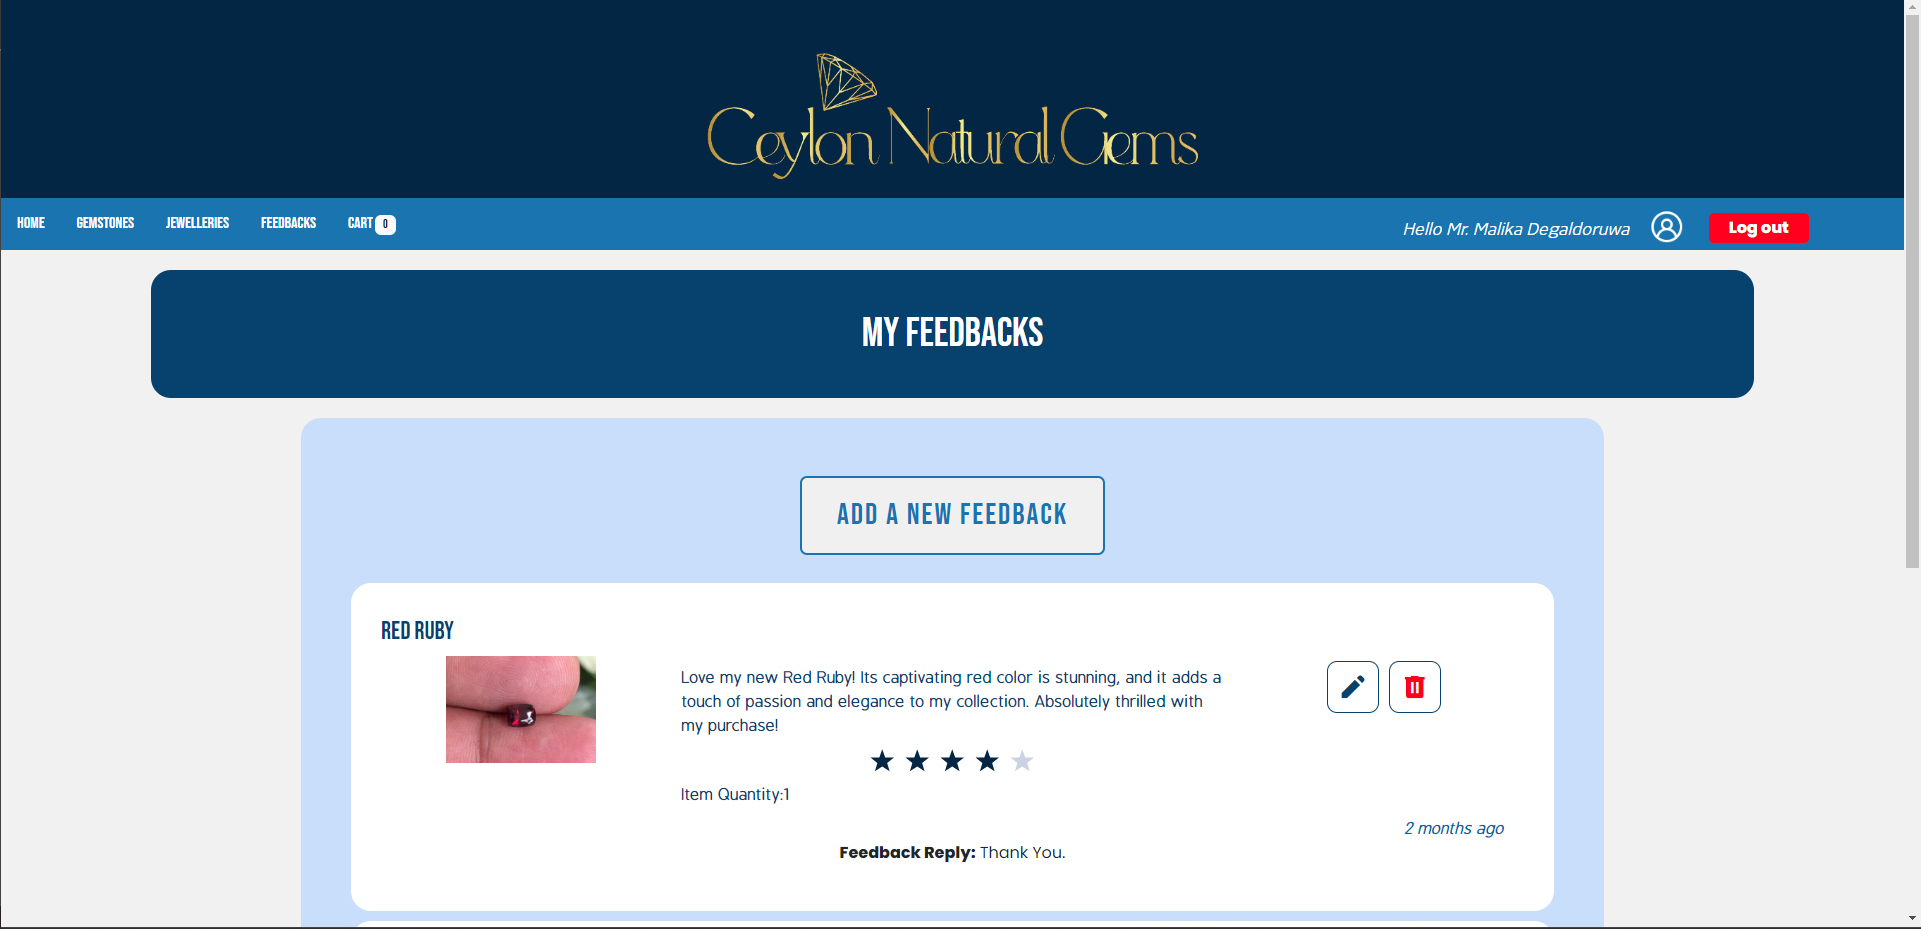 Ceylon Natural Gems
HOME GEMSTONES JEWELLERIES FEEDBACKS CART 0 Hello Mr. Malika Degaldoruwa Log out
MY FEEDBACKS
ADD A NEW FEEDBACK
RED RUBY
Love my new Red Ruby! Its captivating red color is stunning, and it adds a
touch of passion and elegance to my collection. Absolutely thrilled with
my purchase!
Item Quantity:1
2 months ago
Feedback Reply: Thank You.